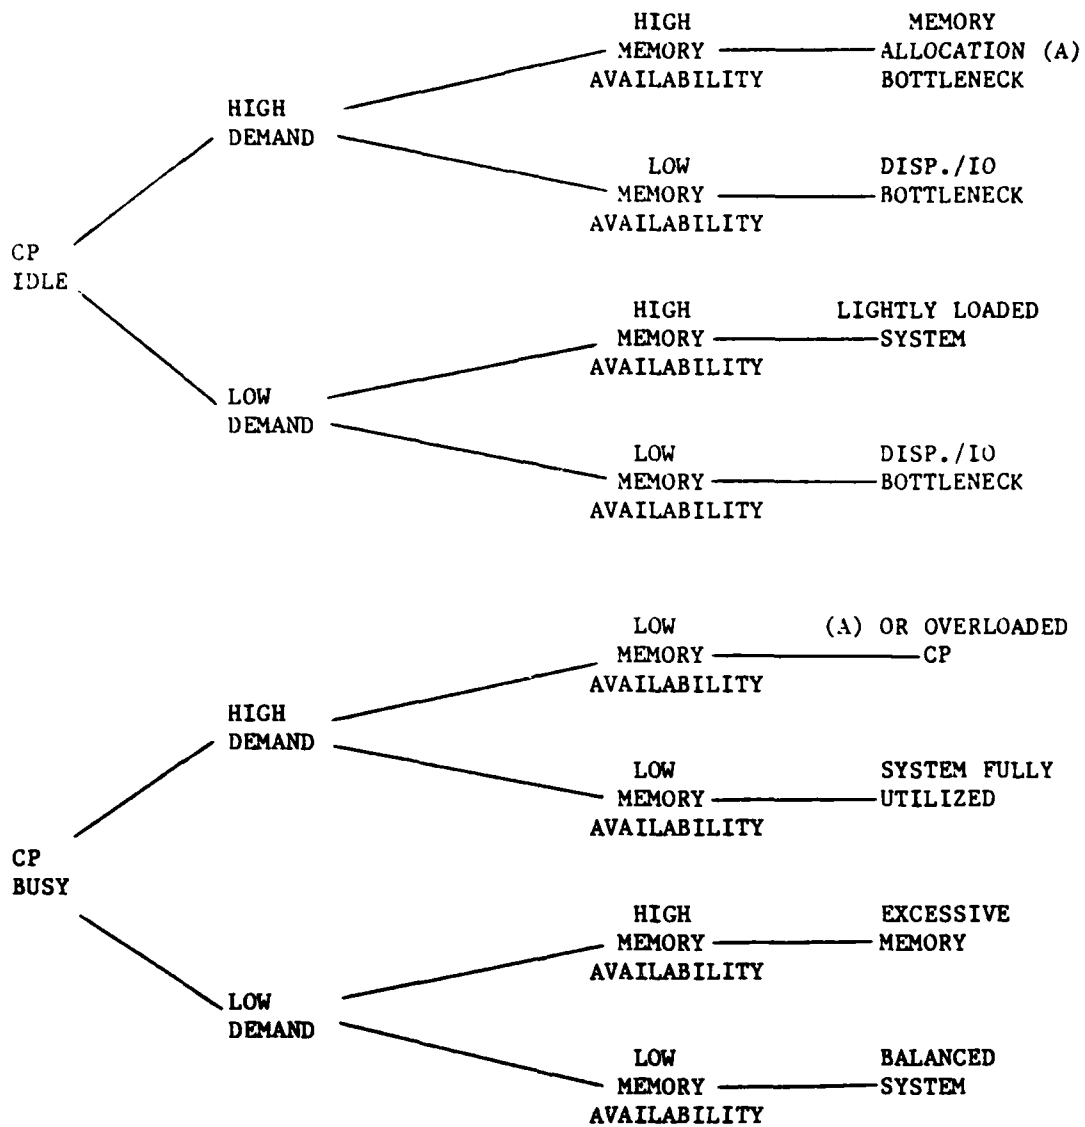 HIGH
MEMORY
AVAILABILITY
MEMORY
ALLOCATION (A)
BOTTLENECK
HIGH
DEMAND
LOW
MEMORY
AVAILABILITY
DISP./IO
BOTTLENECK
CP
IDLE
HIGH
MEMORY
AVAILABILITY
LIGHTLY LOADED
SYSTEM
LOW
DEMAND
LOW
MEMORY
AVAILABILITY
DISP./IO
BOTTLENECK
LOW
MEMORY
AVAILABILITY
(A) OR OVERLOADED
CP
HIGH
DEMAND
LOW
MEMORY
AVAILABILITY
SYSTEM FULLY
UTILIZED
CP
BUSY
HIGH
MEMORY
AVAILABILITY
EXCESSIVE
MEMORY
LOW
DEMAND
LOW
MEMORY
AVAILABILITY
BALANCED
SYSTEM